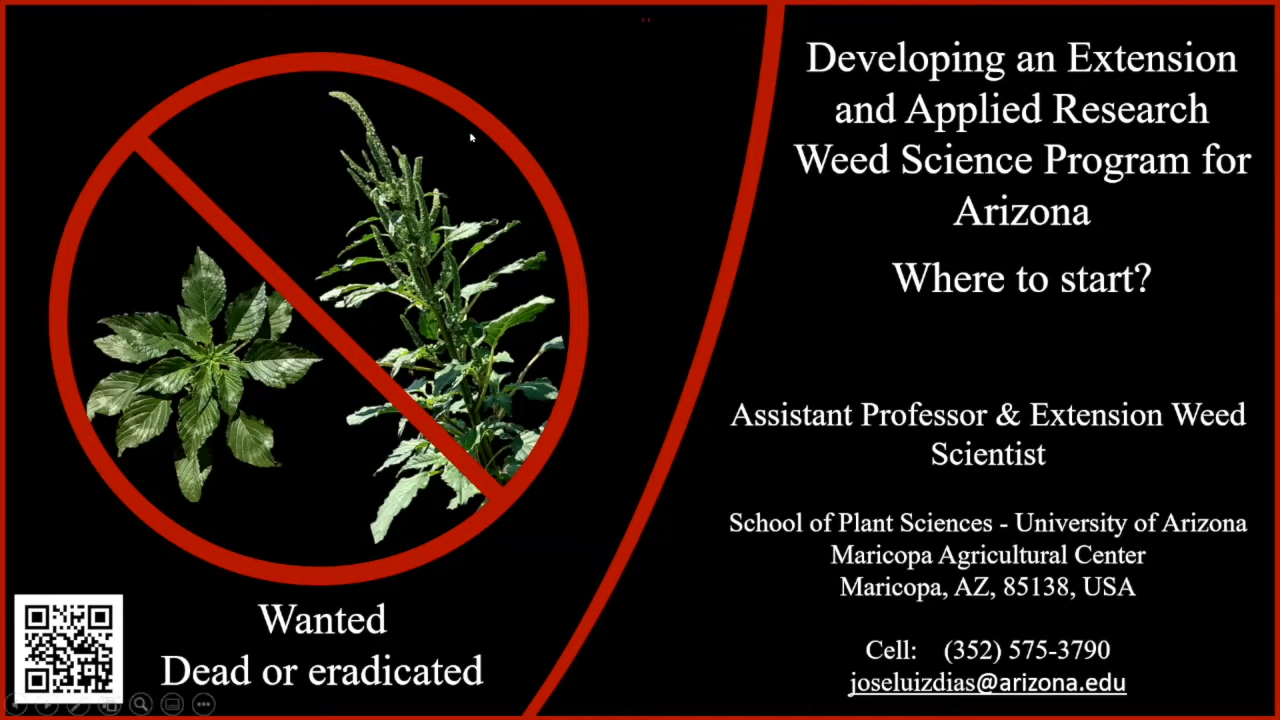 Developing an Extension
and Applied Research
Weed Science Program for
Arizona
Where to start?
Assistant Professor & Extension Weed
Scientist
School of Plant Sciences - University of Arizona
Maricopa Agricultural Center
Maricopa, AZ, 85138, USA
Cell: (352) 575-3790
joseluizdias@arizona.edu
Wanted
Dead or eradicated